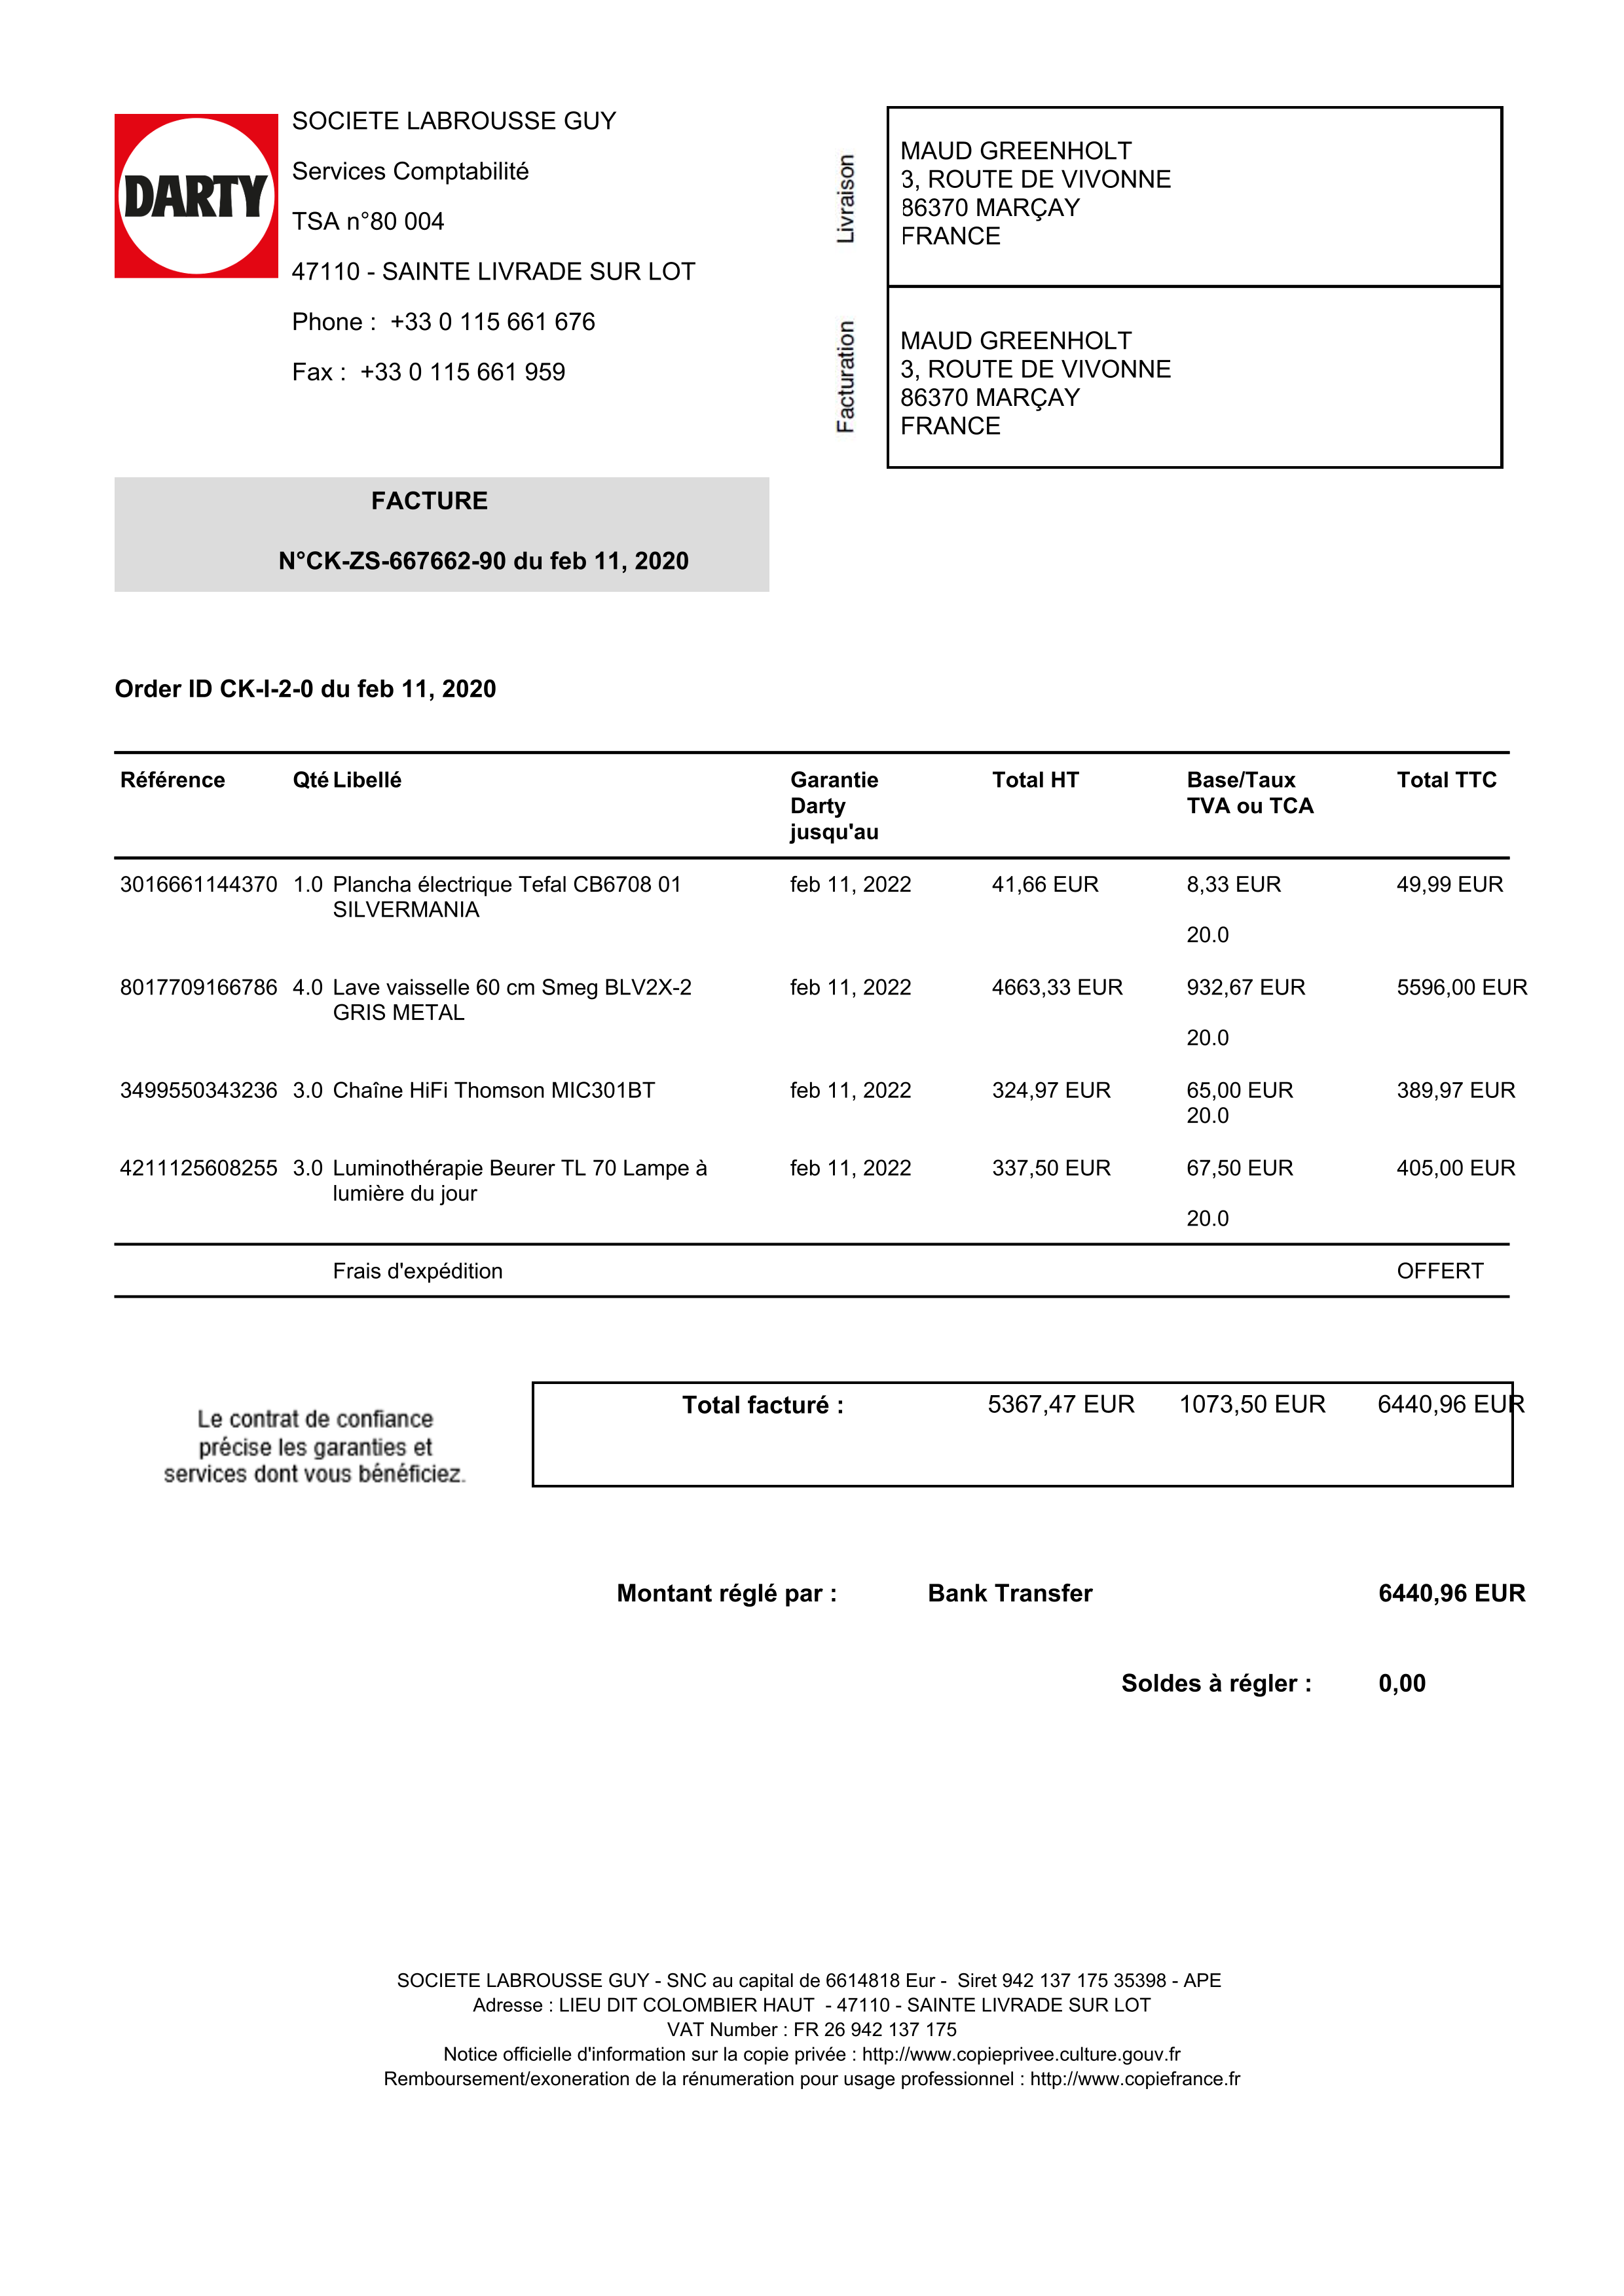 DARTY
SOCIETE LABROUSSE GUY
Services Comptabilité
TSA n°80 004
47110 - SAINTE LIVRADE SUR LOT
Phone : +33 0 115 661 676
Fax : +33 0 115 661 959
Livraison
MAUD GREENHOLT
3, ROUTE DE VIVONNE
86370 MARÇAY
FRANCE
Facturation
MAUD GREENHOLT
3, ROUTE DE VIVONNE
86370 MARÇAY
FRANCE
FACTURE
N°CK-ZS-667662-90 du feb 11, 2020
Order ID CK-I-2-0 du feb 11, 2020
Référence Qté Libellé Garantie Total HT Base/Taux Total TTC
Darty TVA ou TCA
jusqu'au
3016661144370 1.0 Plancha électrique Tefal CB6708 01 feb 11, 2022 41,66 EUR 8,33 EUR 49,99 EUR
SILVERMANIA
20.0
8017709166786 4.0 Lave vaisselle 60 cm Smeg BLV2X-2 feb 11, 2022 4663,33 EUR 932,67 EUR 5596,00 EUR
GRIS METAL
20.0
3499550343236 3.0 Chaîne HiFi Thomson MIC301BT feb 11, 2022 324,97 EUR 65,00 EUR 389,97 EUR
20.0
4211125608255 3.0 Luminothérapie Beurer TL 70 Lampe à feb 11, 2022 337,50 EUR 67,50 EUR 405,00 EUR
lumière du jour
20.0
Frais d'expédition OFFERT
Total facturé : 5367,47 EUR 1073,50 EUR 6440,96 EUR
Le contrat de confiance
précise les garanties et
services dont vous bénéficiez.
Montant réglé par : Bank Transfer 6440,96 EUR
Soldes à régler : 0,00
SOCIETE LABROUSSE GUY - SNC au capital de 6614818 Eur - Siret 942 137 175 35398 - APE
Adresse : LIEU DIT COLOMBIER HAUT - 47110 - SAINTE LIVRADE SUR LOT
VAT Number : FR 26 942 137 175
Notice officielle d'information sur la copie privée : http://www.copieprivee.culture.gouv.fr
Remboursement/exoneration de la rénumeration pour usage professionnel : http://www.copiefrance.fr